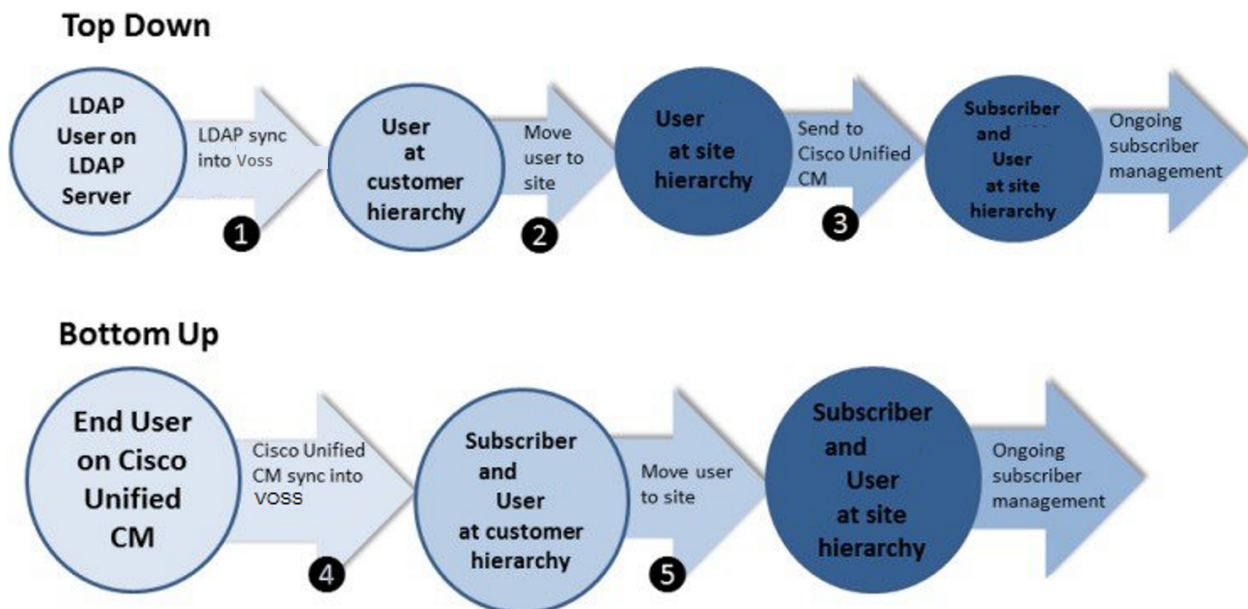 Top Down
LDAP
User on
LDAP
Server
LDAP sync
into Voss
1
User
at
customer
hierarchy
Move
user to
site
2
User
at site
hierarchy
Send to
Cisco Unified
CM
3
Subscriber
and
User
at site
hierarchy
Ongoing
subscriber
management
Bottom Up
End User
on Cisco
Unified
CM
Cisco Unified
CM sync into
VOSS
4
Subscriber
and
User
at customer
hierarchy
Move user
to site
5
Subscriber
and
User
at site
hierarchy
Ongoing
subscriber
management